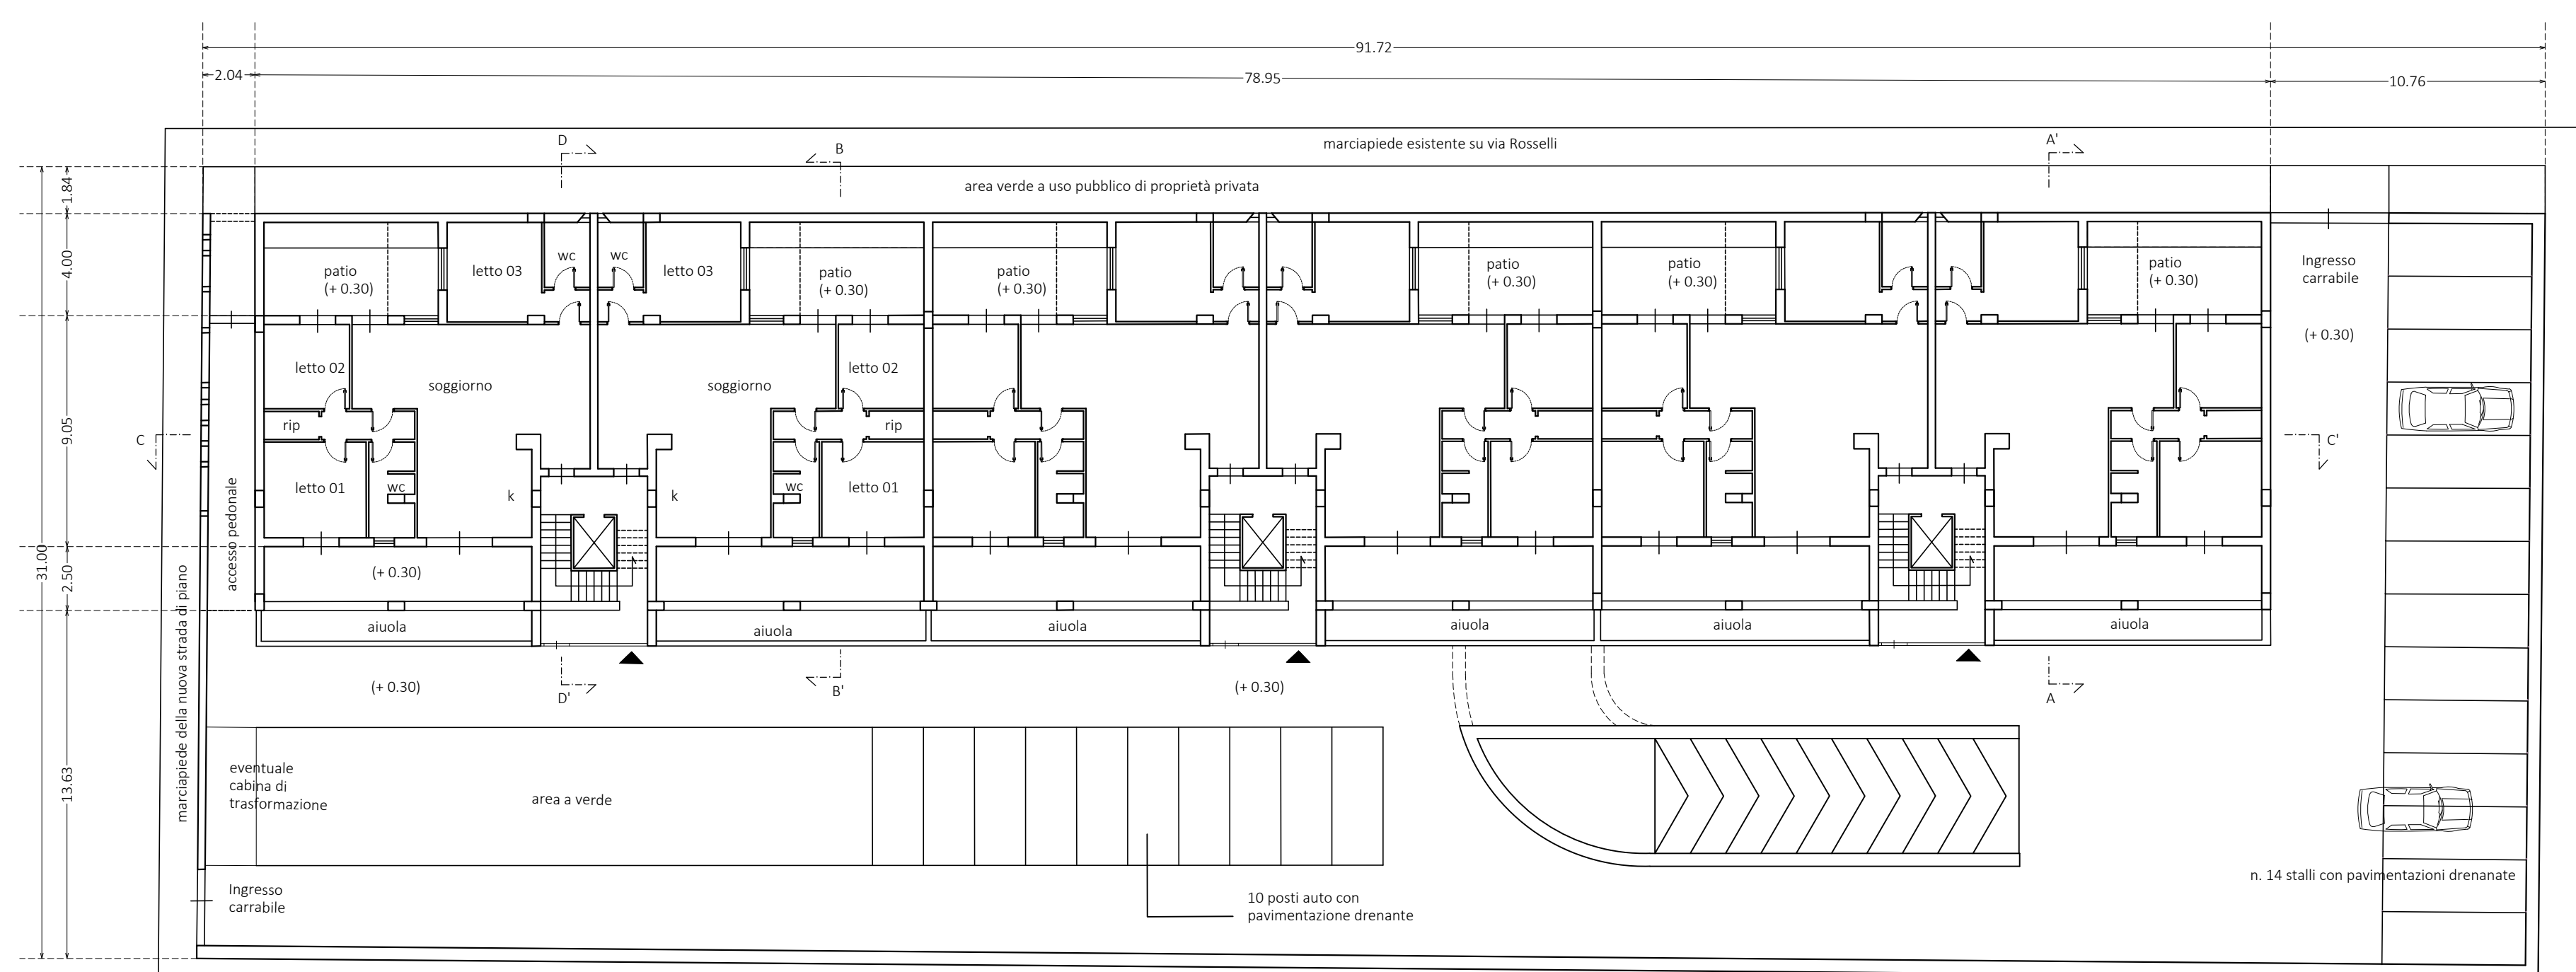 91.72
2.04
78.95
10.76
D
B
marciapiede esistente su via Rosselli
A'
1.84
area verde a uso pubblico di proprietà privata
4.00
patio
(+ 0.30)
letto 03
wc
wc
letto 03
patio
(+ 0.30)
patio
(+ 0.30)
patio
(+ 0.30)
patio
(+ 0.30)
patio
(+ 0.30)
Ingresso
carrabile
(+ 0.30)
letto 02
soggiorno
soggiorno
letto 02
9.05
C
rip
rip
C'
letto 01
wc
k
k
wc
letto 01
accesso pedonale
31.00
2.50
(+ 0.30)
aiuola
aiuola
aiuola
aiuola
aiuola
aiuola
marciapiede della nuova strada di piano
(+ 0.30)
D'
B'
(+ 0.30)
A
13.63
eventuale
cabina di
trasformazione
area a verde
Ingresso
carrabile
10 posti auto con
pavimentazione drenante
n. 14 stalli con pavimentazioni drenanate